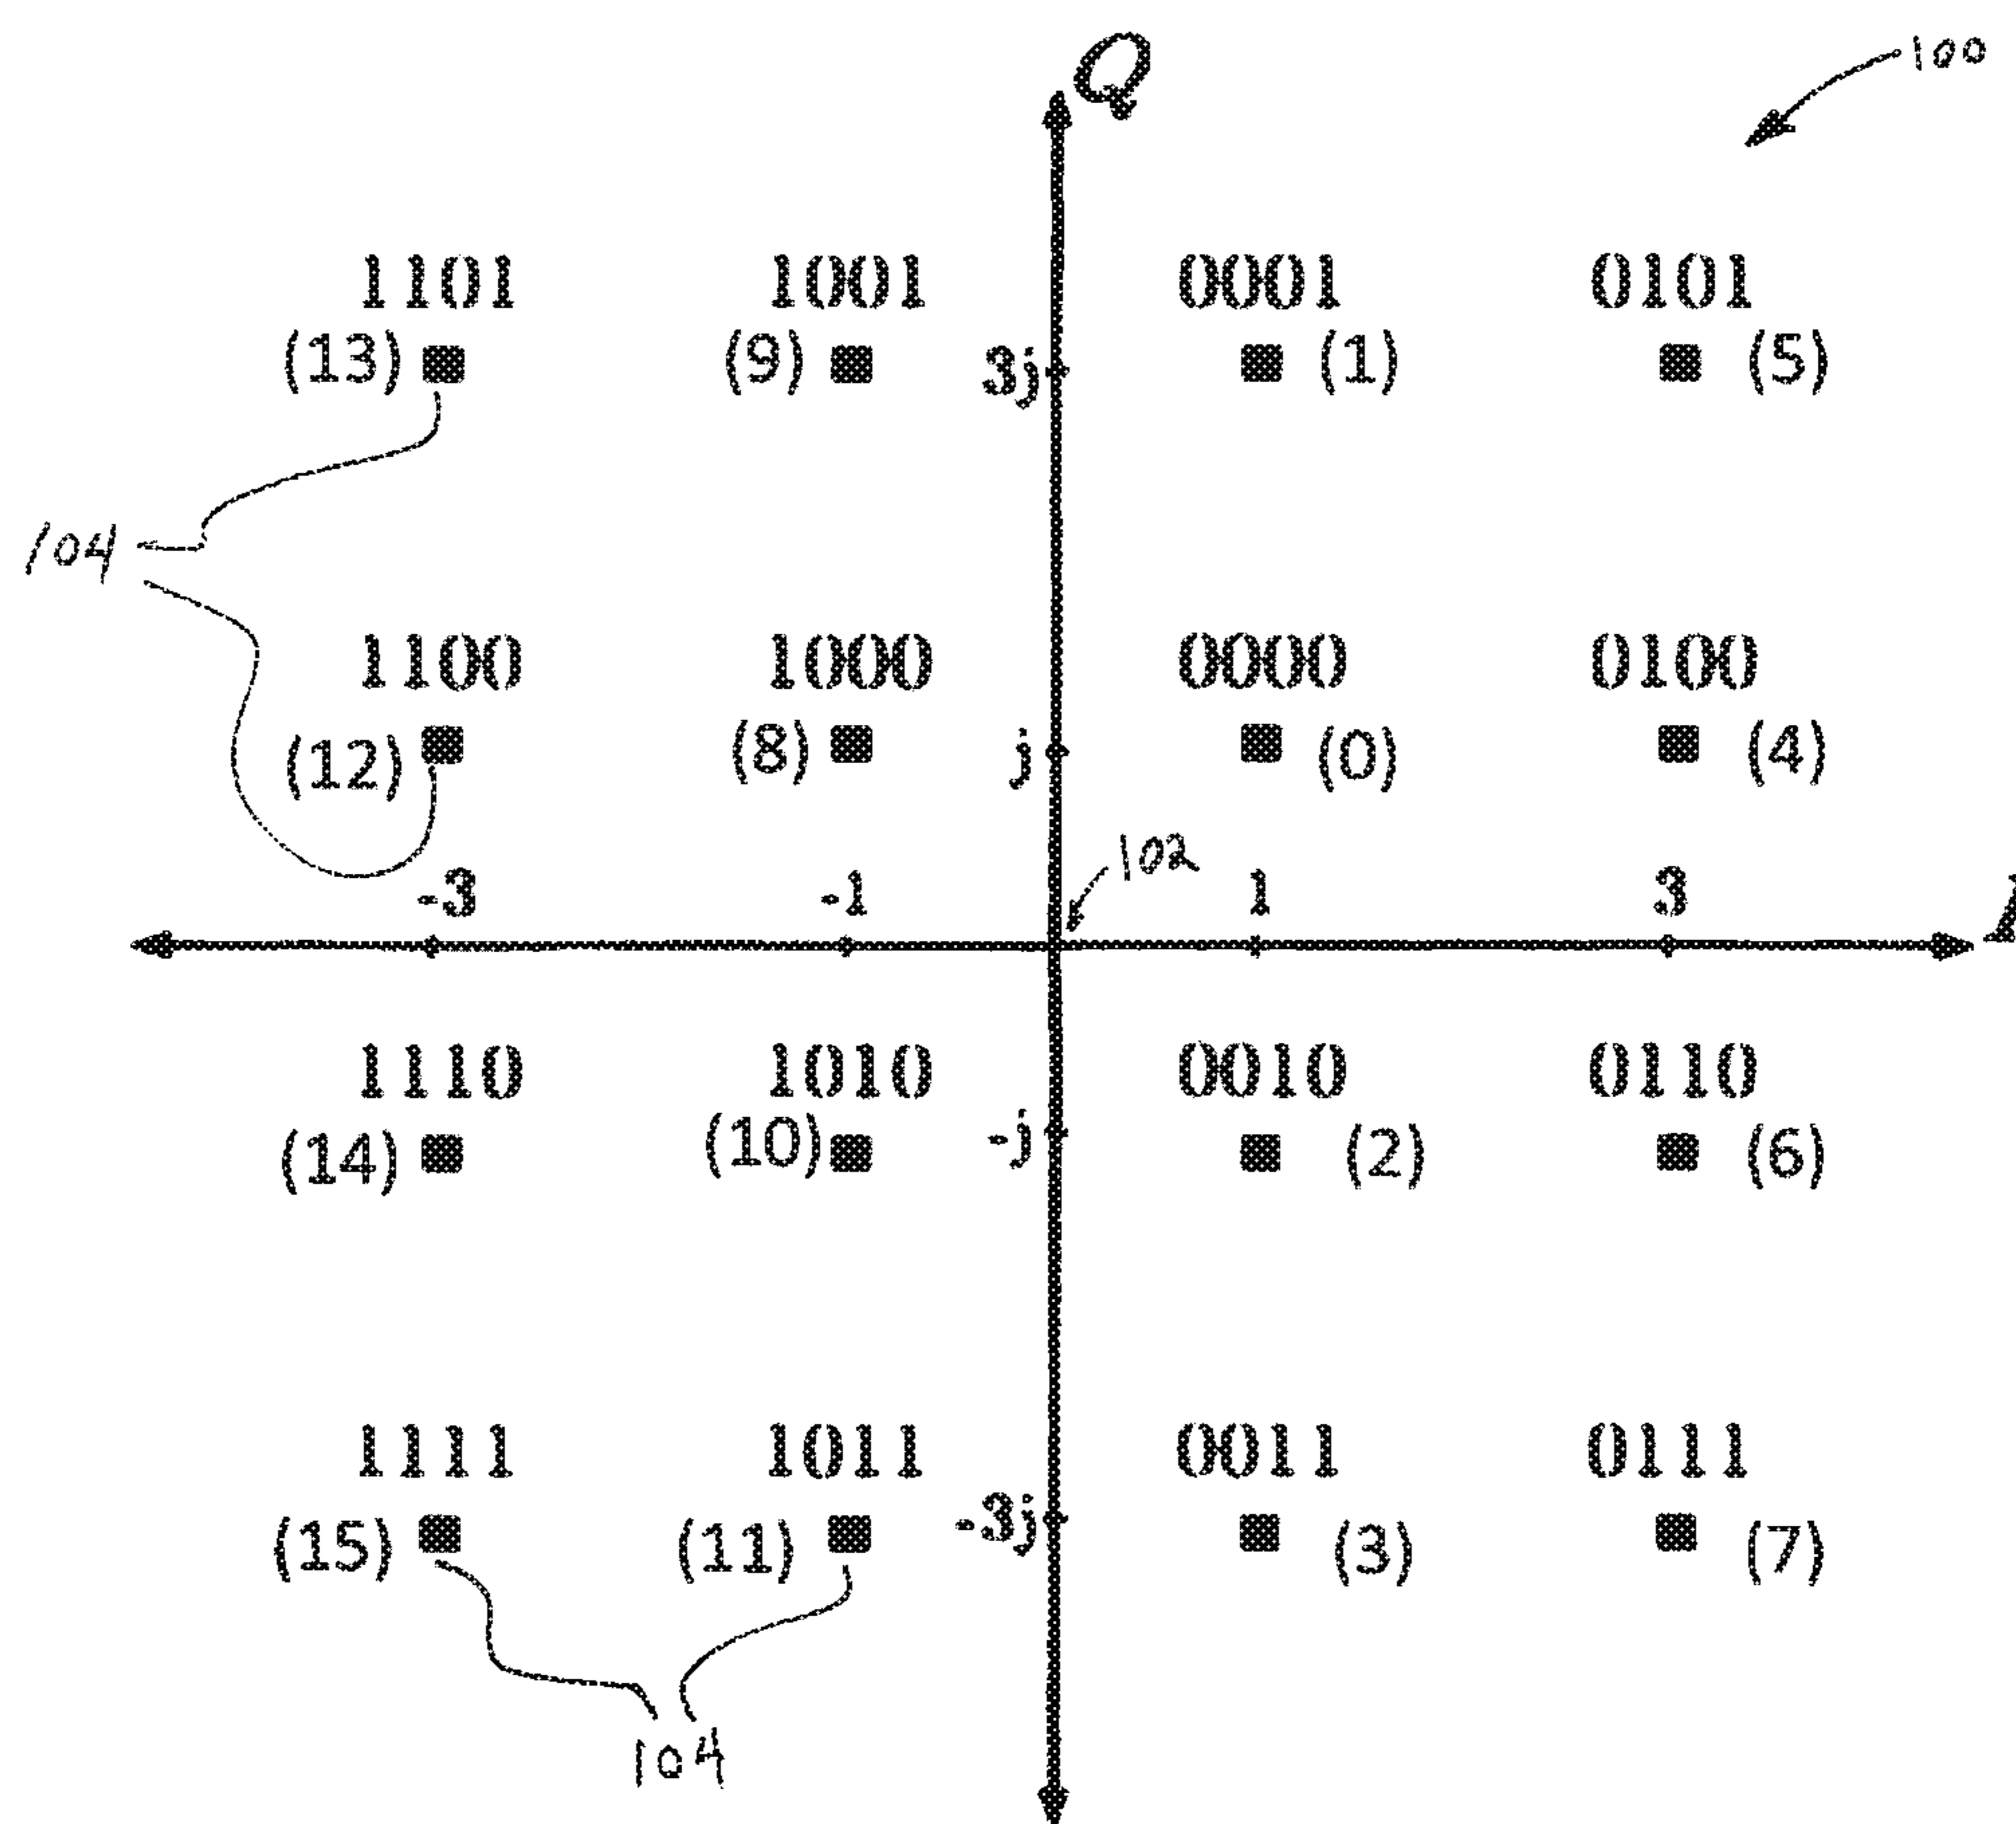 Q 100
1101 1001 0001 0101
(13) (9) 3j (1) (5)
104
1100 1000 0000 0100
(12) (8) j (0) (4)
102
-3 -1 1 3 I
1110 1010 0010 0110
(14) (10) -j (2) (6)
1111 1011 0011 0111
(15) (11) -3j (3) (7)
104